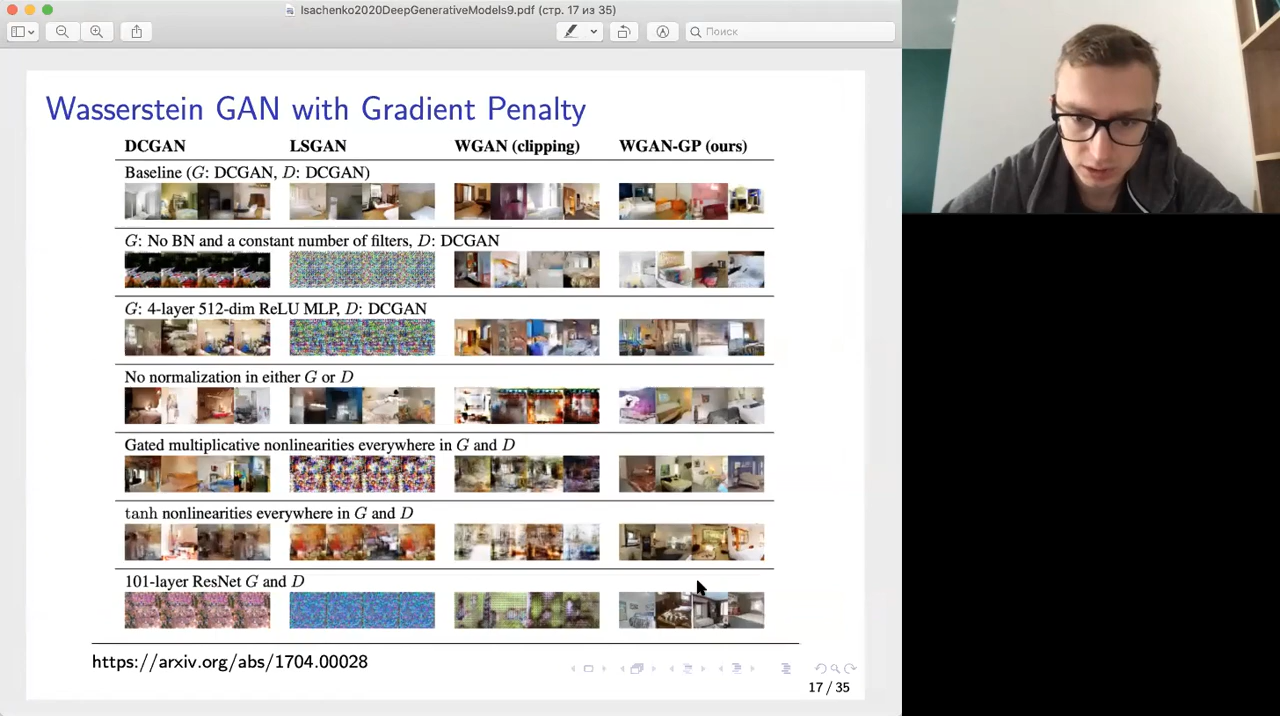 Isachenko2020DeepGenerativeModels9.pdf (стр. 17 из 35)
Поиск
Wasserstein GAN with Gradient Penalty
DCGAN LSGAN WGAN (clipping) WGAN-GP (ours)
Baseline (G: DCGAN, D: DCGAN)
G: No BN and a constant number of filters, D: DCGAN
G: 4-layer 512-dim ReLU MLP, D: DCGAN
No normalization in either G or D
Gated multiplicative nonlinearities everywhere in G and D
tanh nonlinearities everywhere in G and D
101-layer ResNet G and D
https://arxiv.org/abs/1704.00028
17 / 35